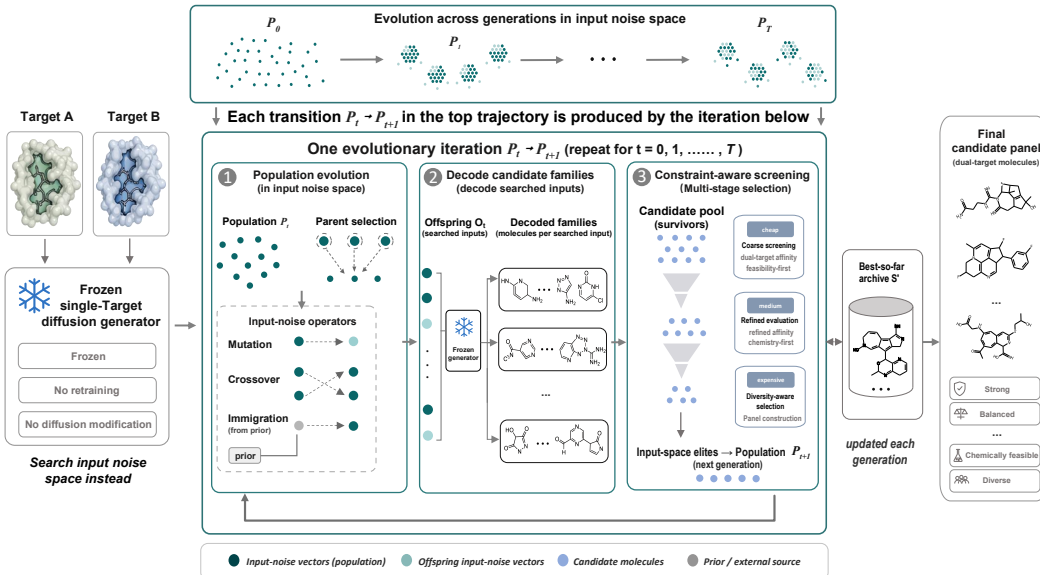 Evolution across generations in input noise space
P0
Pt
PT
Each transition Pt → Pt+1 in the top trajectory is produced by the iteration below
Target A
Target B
Frozen
single-Target
diffusion generator
Frozen
No retraining
No diffusion modification
Search input noise
space instead
One evolutionary iteration Pt → Pt+1 (repeat for t = 0, 1, ...... , T)
1 Population evolution
(in input noise space)
Population Pt
Parent selection
Input-noise operators
Mutation
Crossover
Immigration
(from prior)
prior
2 Decode candidate families
(decode searched inputs)
Offspring Ot
(searched inputs)
Decoded families
(molecules per searched input)
Frozen
generator
HN
N
NH2
N
N
NH2
O
NH
N
Cl
...
3 Constraint-aware screening
(Multi-stage selection)
Candidate pool
(survivors)
cheap
Coarse screening
dual-target affinity
feasibility-first
medium
Refined evaluation
refined affinity
chemistry-first
expensive
Diversity-aware
selection
Panel construction
Input-space elites → Population Pt+1
(next generation)
Best-so-far
archive S*
updated each
generation
Final
candidate panel
(dual-target molecules)
...
Strong
Balanced
...
Chemically feasible
Diverse
Input-noise vectors (population)
Offspring input-noise vectors
Candidate molecules
Prior / external source